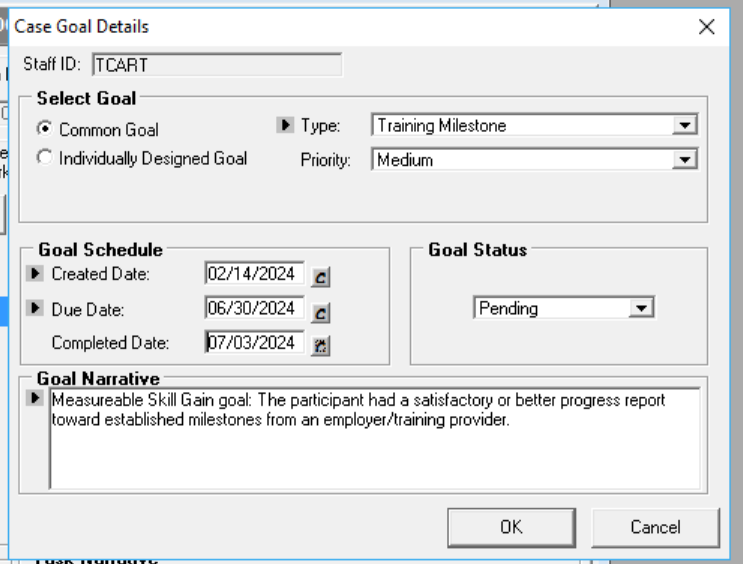 Case Goal Details
Staff ID: TCART
Select Goal
Common Goal
Type: Training Milestone
Individually Designed Goal
Priority: Medium
Goal Schedule
Created Date: 02/14/2024
Due Date: 06/30/2024
Completed Date: 07/03/2024
Goal Status
Pending
Goal Narrative
Measureable Skill Gain goal: The participant had a satisfactory or better progress report
toward established milestones from an employer/training provider.
OK
Cancel
Task Narrative